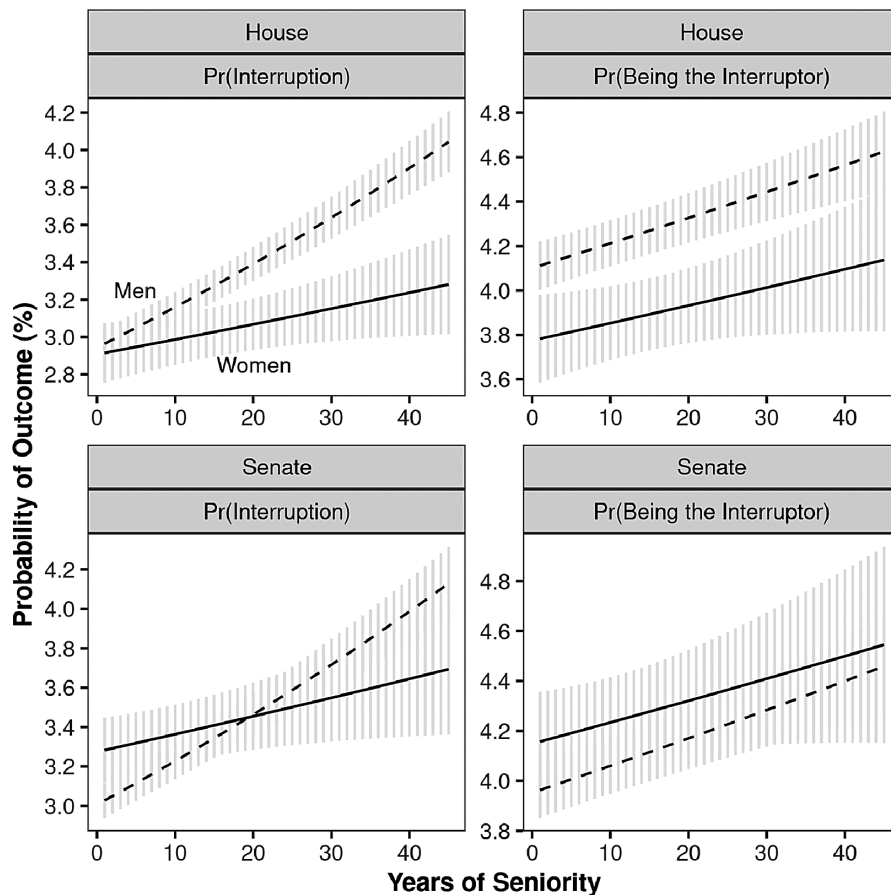 House
Pr(Interruption)
4.2
4.0
3.8
3.6
3.4
3.2
3.0
2.8
Men
Women
0 10 20 30 40
House
Pr(Being the Interruptor)
4.8
4.6
4.4
4.2
4.0
3.8
3.6
0 10 20 30 40
Probability of Outcome (%)
Senate
Pr(Interruption)
4.2
4.0
3.8
3.6
3.4
3.2
3.0
0 10 20 30 40
Senate
Pr(Being the Interruptor)
4.8
4.6
4.4
4.2
4.0
3.8
0 10 20 30 40
Years of Seniority